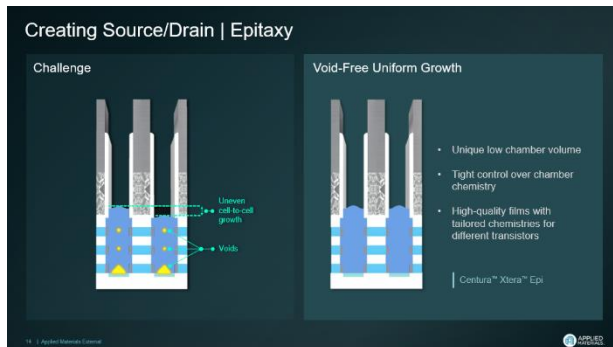 Creating Source/Drain | Epitaxy
Challenge
Uneven
cell-to-cell
growth
Voids
Void-Free Uniform Growth
• Unique low chamber volume
• Tight control over chamber
chemistry
• High-quality films with
tailored chemistries for
different transistors
Centura™ Xtera™ Epi
| Applied Materials External
APPLIED
MATERIALS